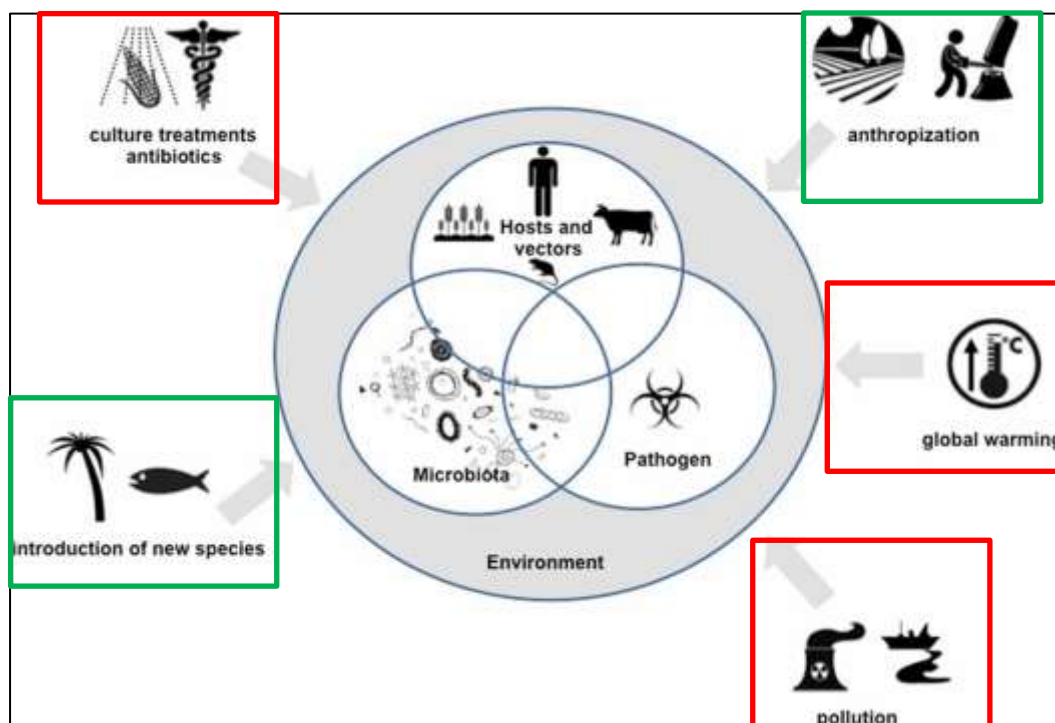 culture treatments
antibiotics
anthropization
Hosts and
vectors
°C
global warming
Microbiota
Pathogen
introduction of new species
Environment
pollution